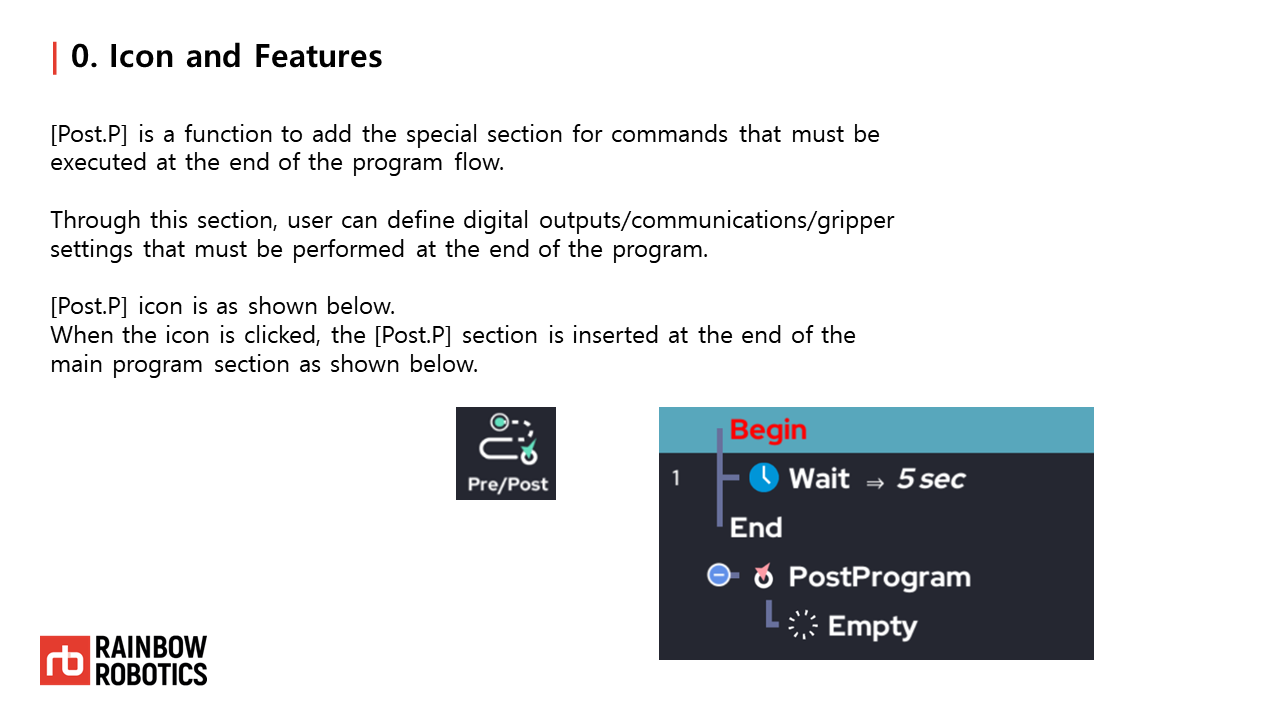 0. Icon and Features
[Post.P] is a function to add the special section for commands that must be
executed at the end of the program flow.
Through this section, user can define digital outputs/communications/gripper
settings that must be performed at the end of the program.
[Post.P] icon is as shown below.
When the icon is clicked, the [Post.P] section is inserted at the end of the
main program section as shown below.
Pre/Post
Begin
1 Wait ⇒ 5 sec
End
PostProgram
Empty
rb RAINBOW
ROBOTICS